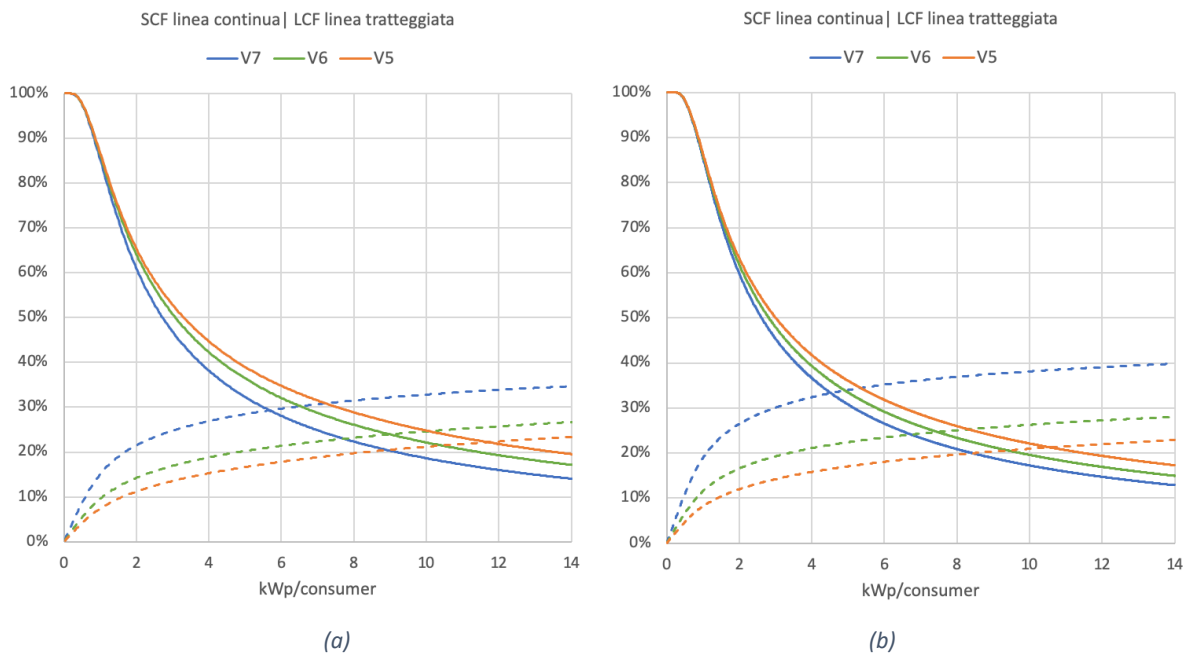 SCF linea continua| LCF linea tratteggiata
V7 V6 V5
100%
90%
80%
70%
60%
50%
40%
30%
20%
10%
0%
0 2 4 6 8 10 12 14
kWp/consumer
(a)
SCF linea continua| LCF linea tratteggiata
V7 V6 V5
100%
90%
80%
70%
60%
50%
40%
30%
20%
10%
0%
0 2 4 6 8 10 12 14
kWp/consumer
(b)